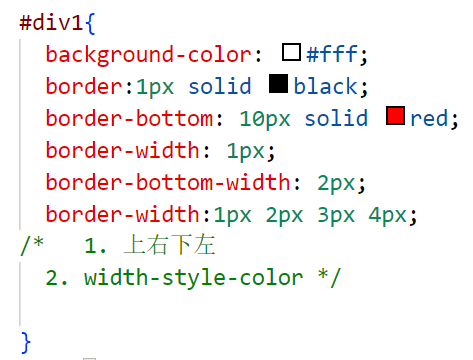 #div1{
background-color: #fff;
border:1px solid black;
border-bottom: 10px solid red;
border-width: 1px;
border-bottom-width: 2px;
border-width:1px 2px 3px 4px;
/* 1. 上右下左
2. width-style-color */
}